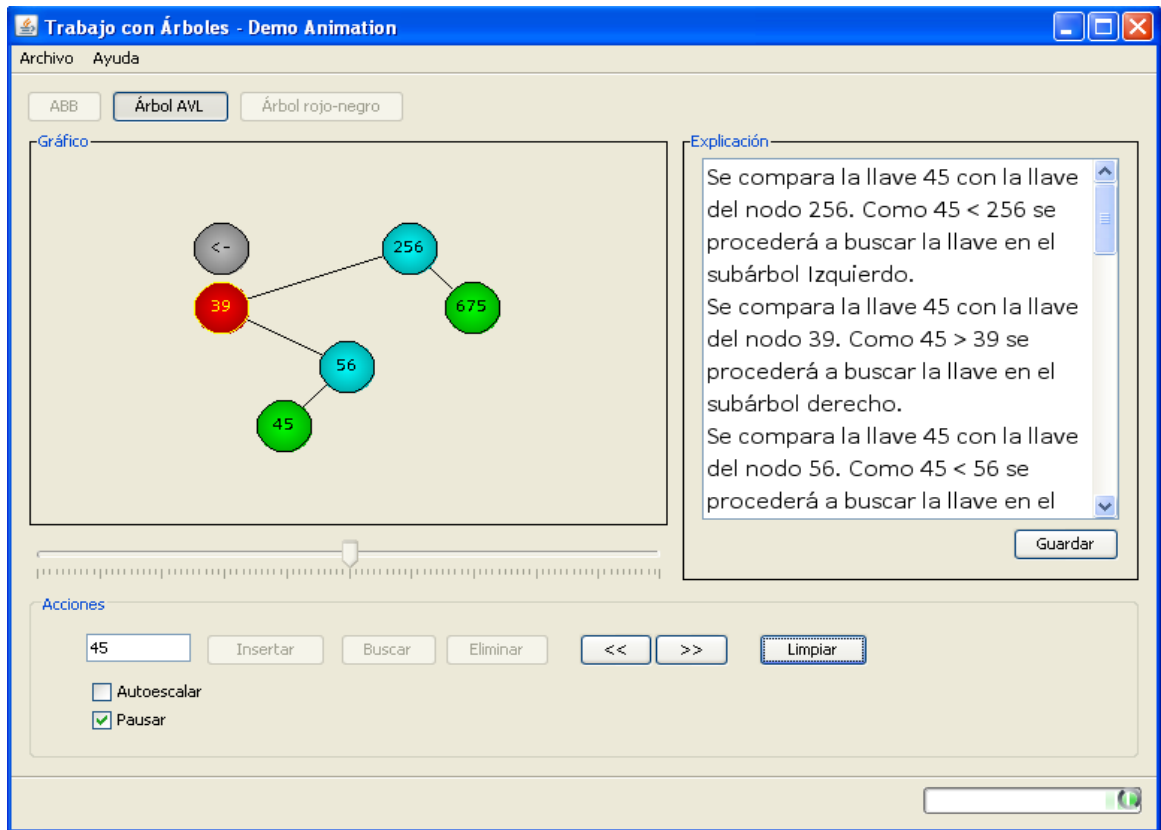 Trabajo con Árboles - Demo Animation
Archivo Ayuda
ABB Árbol AVL Árbol rojo-negro
Gráfico
<-
256
39
675
56
45
Explicación
Se compara la llave 45 con la llave
del nodo 256. Como 45 < 256 se
procederá a buscar la llave en el
subárbol Izquierdo.
Se compara la llave 45 con la llave
del nodo 39. Como 45 > 39 se
procederá a buscar la llave en el
subárbol derecho.
Se compara la llave 45 con la llave
del nodo 56. Como 45 < 56 se
procederá a buscar la llave en el
Guardar
Acciones
45 Insertar Buscar Eliminar << >> Limpiar
Autoescalar
Pausar